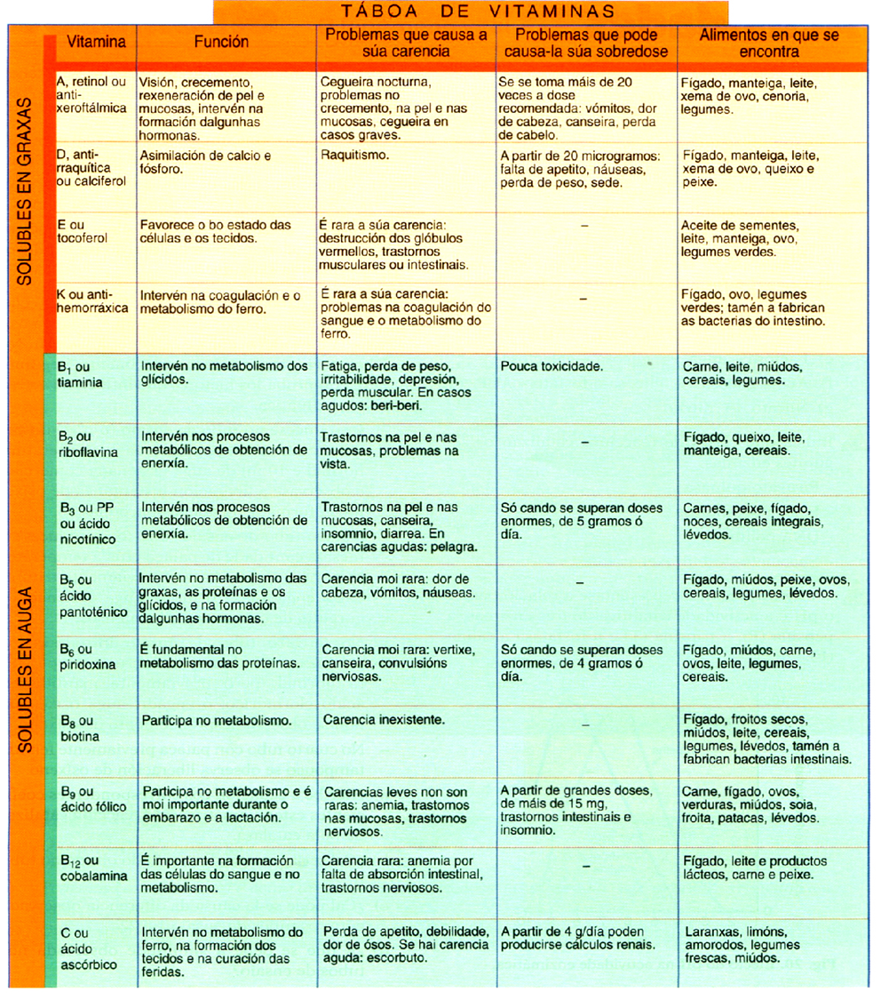 TÁBOA DE VITAMINAS
Vitamina
Función
Problemas que causa a
súa carencia
Problemas que pode
causa-la súa sobredose
Alimentos en que se
encontra
SOLUBLES EN GRAXAS
A, retinol ou
anti-
xeroftálmica
Visión, crecemento,
rexeneración de pel e
mucosas, intervén na
formación dalgunhas
hormonas.
Cegueira nocturna,
problemas no
crecemento, na pel e nas
mucosas, cegueira en
casos graves.
Se se toma máis de 20
veces a dose
recomendada: vómitos, dor
de cabeza, canseira, perda
de cabelo.
Fígado, manteiga, leite,
xema de ovo, cenoria,
legumes.
D, anti-
rraquítica
ou calciferol
Asimilación de calcio e
fósforo.
Raquitismo.
A partir de 20 microgramos:
falta de apetito, náuseas,
perda de peso, sede.
Fígado, manteiga, leite,
xema de ovo, queixo e
peixe.
E ou
tocoferol
Favorece o bo estado das
células e os tecidos.
É rara a súa carencia:
destrucción dos glóbulos
vermellos, trastornos
musculares ou intestinais.
–
Aceite de sementes,
leite, manteiga, ovo,
legumes verdes.
K ou anti-
hemorráxica
Intervén na coagulación e o
metabolismo do ferro.
É rara a súa carencia:
problemas na coagulación do
sangue e o metabolismo do
ferro.
–
Fígado, ovo, legumes
verdes; tamén a fabrican
as bacterias do intestino.
SOLUBLES EN AUGA
B1 ou
tiaminia
Intervén no metabolismo dos
glícidos.
Fatiga, perda de peso,
irritabilidade, depresión,
perda muscular. En casos
agudos: beri-beri.
Pouca toxicidade.
Carne, leite, miúdos,
cereais, legumes.
B2 ou
riboflavina
Intervén nos procesos
metabólicos de obtención de
enerxía.
Trastornos na pel e nas
mucosas, problemas na
vista.
–
Fígado, queixo, leite,
manteiga, cereais.
B3 ou PP
ou ácido
nicotínico
Intervén nos procesos
metabólicos de obtención de
enerxía.
Trastornos na pel e nas
mucosas, canseira,
insomnio, diarrea. En
carencias agudas: pelagra.
Só cando se superan doses
enormes, de 5 gramos ó
día.
Carnes, peixe, fígado,
noces, cereais integrais,
lévedos.
B5 ou
ácido
pantoténico
Intervén no metabolismo das
graxas, as proteínas e os
glícidos, e na formación
dalgunhas hormonas.
Carencia moi rara: dor de
cabeza, vómitos, náuseas.
–
Fígado, miúdos, peixe, ovos,
cereais, legumes, lévedos.
B6 ou
piridoxina
É fundamental no
metabolismo das proteínas.
Carencia moi rara: vertixe,
canseira, convulsións
nerviosas.
Só cando se superan doses
enormes, de 4 gramos ó
día.
Fígado, miúdos, carne,
ovos, leite, legumes,
cereais.
B8 ou
biotina
Participa no metabolismo.
Carencia inexistente.
–
Fígado, froitos secos,
miúdos, leite, cereais,
legumes, lévedos, tamén a
fabrican bacterias intestinais.
B9 ou
ácido fólico
Participa no metabolismo e é
moi importante durante o
embarazo e a lactación.
Carencias leves non son
raras: anemia, trastornos
nas mucosas, trastornos
nerviosos.
A partir de grandes doses,
de máis de 15 mg,
trastornos intestinais e
insomnio.
Carne, fígado, ovos,
verduras, miúdos, soia,
froita, patacas, lévedos.
B12 ou
cobalamina
É importante na formación
das células do sangue e no
metabolismo.
Carencia rara: anemia por
falta de absorción intestinal,
trastornos nerviosos.
–
Fígado, leite e productos
lácteos, carne e peixe.
C ou
ácido
ascórbico
Intervén no metabolismo do
ferro, na formación dos
tecidos e na curación das
feridas.
Perda de apetito, debilidade,
dor de ósos. Se hai carencia
aguda: escorbuto.
A partir de 4 g/día poden
producirse cálculos renais.
Laranxas, limóns,
amorodos, legumes
frescas, miúdos.